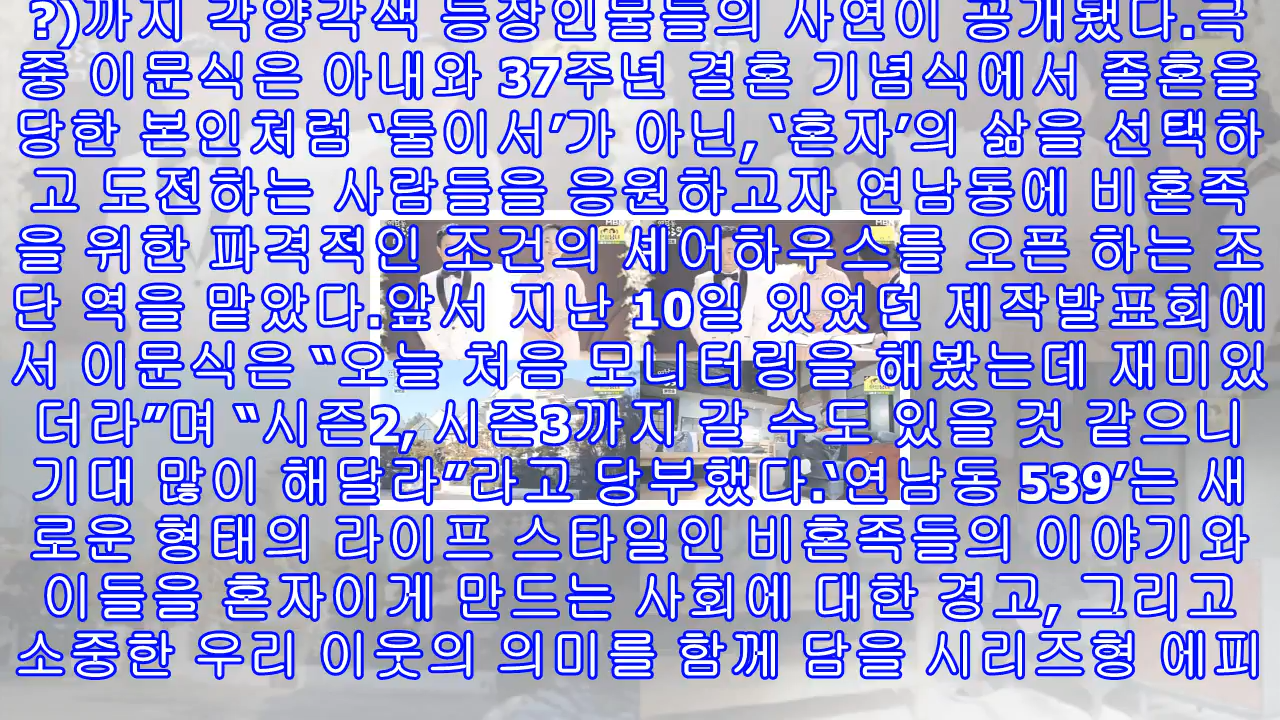 ?)까지 각양각색 등장인물들의 사연이 공개됐다.극
중 이문식은 아내와 37주년 결혼 기념식에서 졸혼을
당한 본인처럼 ‘둘이서’가 아닌, ‘혼자’의 삶을 선택하
고 도전하는 사람들을 응원하고자 연남동에 비혼족
을 위한 파격적인 조건의 셰어하우스를 오픈 하는 조
단 역을 맡았다.앞서 지난 10일 있었던 제작발표회에
서 이문식은 “오늘 처음 모니터링을 해봤는데 재미있
더라”며 “시즌2, 시즌3까지 갈 수도 있을 것 같으니
기대 많이 해달라”라고 당부했다.‘연남동 539’는 새
로운 형태의 라이프 스타일인 비혼족들의 이야기와
이들을 혼자이게 만드는 사회에 대한 경고, 그리고
소중한 우리 이웃의 의미를 함께 담을 시리즈형 에피